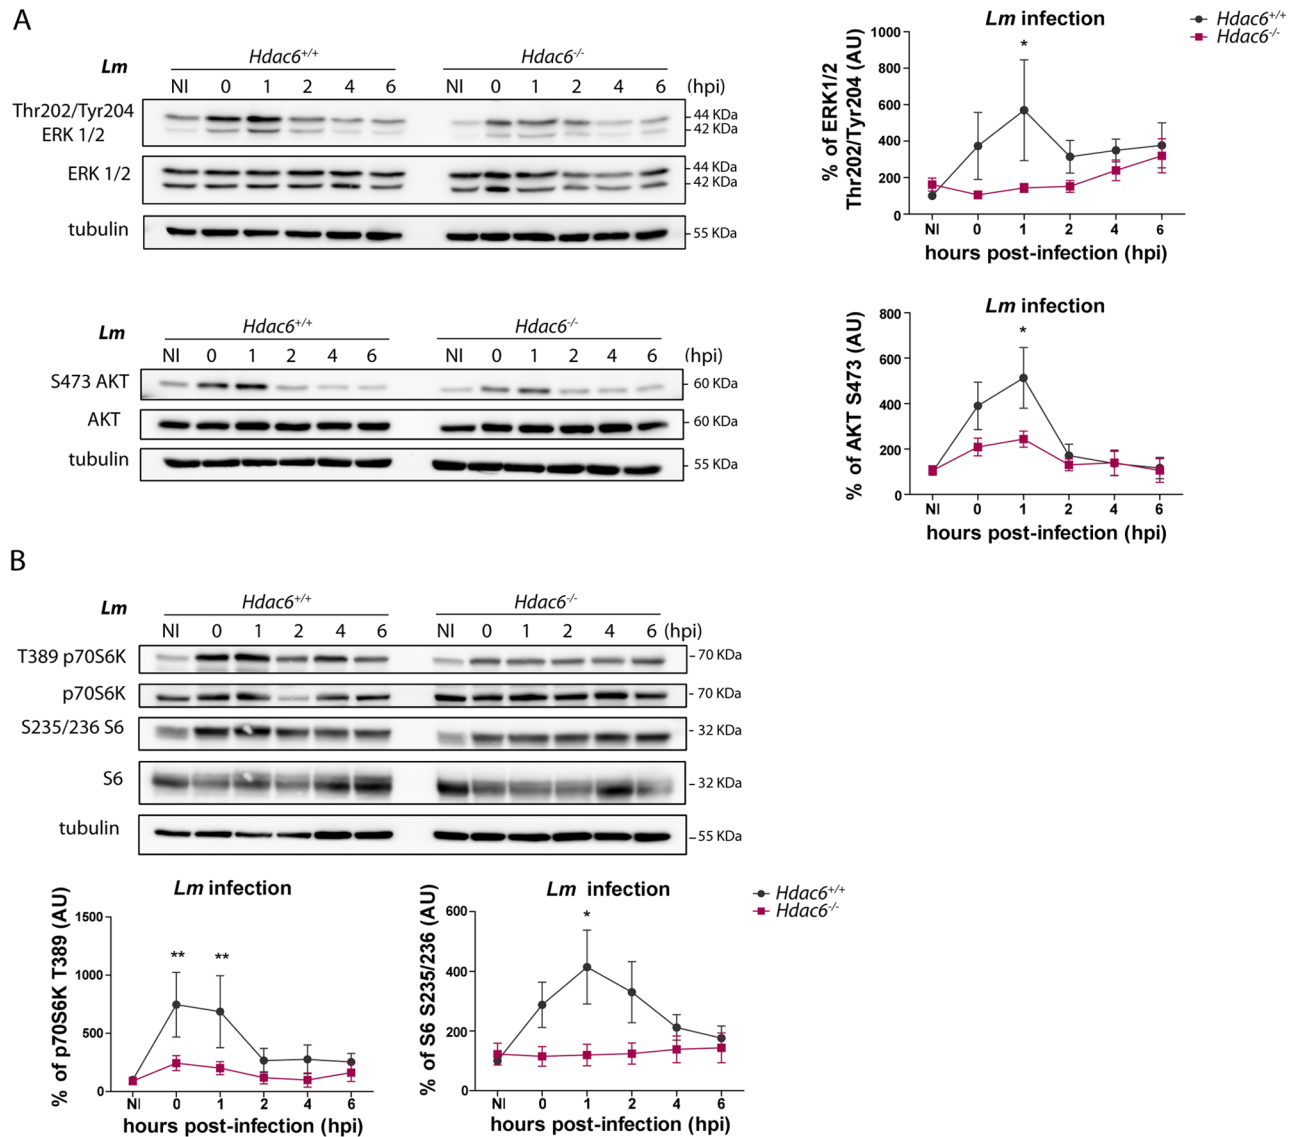 A
Lm
Hdac6+/+
Hdac6-/-
NI 0 1 2 4 6 NI 0 1 2 4 6 (hpi)
Thr202/Tyr204
ERK 1/2
44 KDa
42 KDa
ERK 1/2
44 KDa
42 KDa
tubulin
55 KDa
Lm infection
Hdac6+/+
Hdac6-/-
% of ERK1/2
Thr202/Tyr204 (AU)
1000
800
600
400
200
0
*
NI 0 1 2 4 6
hours post-infection (hpi)
Lm
Hdac6+/+
Hdac6-/-
NI 0 1 2 4 6 NI 0 1 2 4 6 (hpi)
S473 AKT
60 KDa
AKT
60 KDa
tubulin
55 KDa
Lm infection
% of AKT S473 (AU)
800
600
400
200
0
*
NI 0 1 2 4 6
hours post-infection (hpi)
B
Lm
Hdac6+/+
Hdac6-/-
NI 0 1 2 4 6 NI 0 1 2 4 6 (hpi)
T389 p70S6K
70 KDa
p70S6K
70 KDa
S235/236 S6
32 KDa
S6
32 KDa
tubulin
55 KDa
Lm infection
% of p70S6K T389 (AU)
1500
1000
500
0
** **
NI 0 1 2 4 6
hours post-infection (hpi)
Lm infection
Hdac6+/+
Hdac6-/-
% of S6 S235/236 (AU)
600
400
200
0
*
NI 0 1 2 4 6
hours post-infection (hpi)